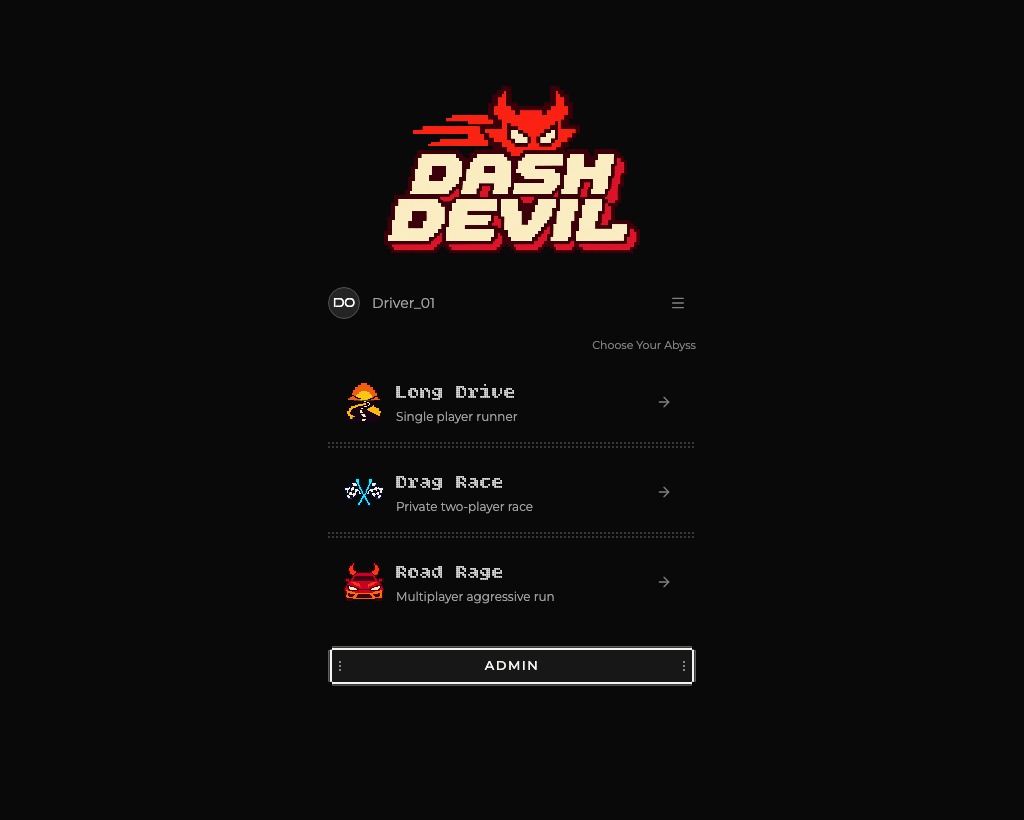 DASH
DEVIL
DO Driver_01
Choose Your Abyss
Long Drive
Single player runner
Drag Race
Private two-player race
Road Rage
Multiplayer aggressive run
ADMIN